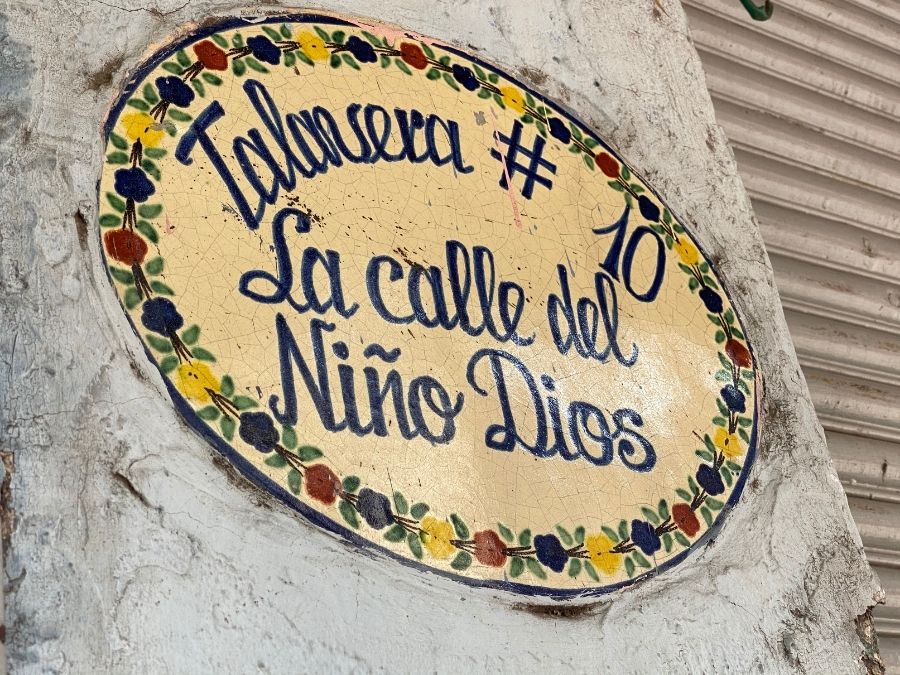 Talavera # 10
La calle del
Niño Dios